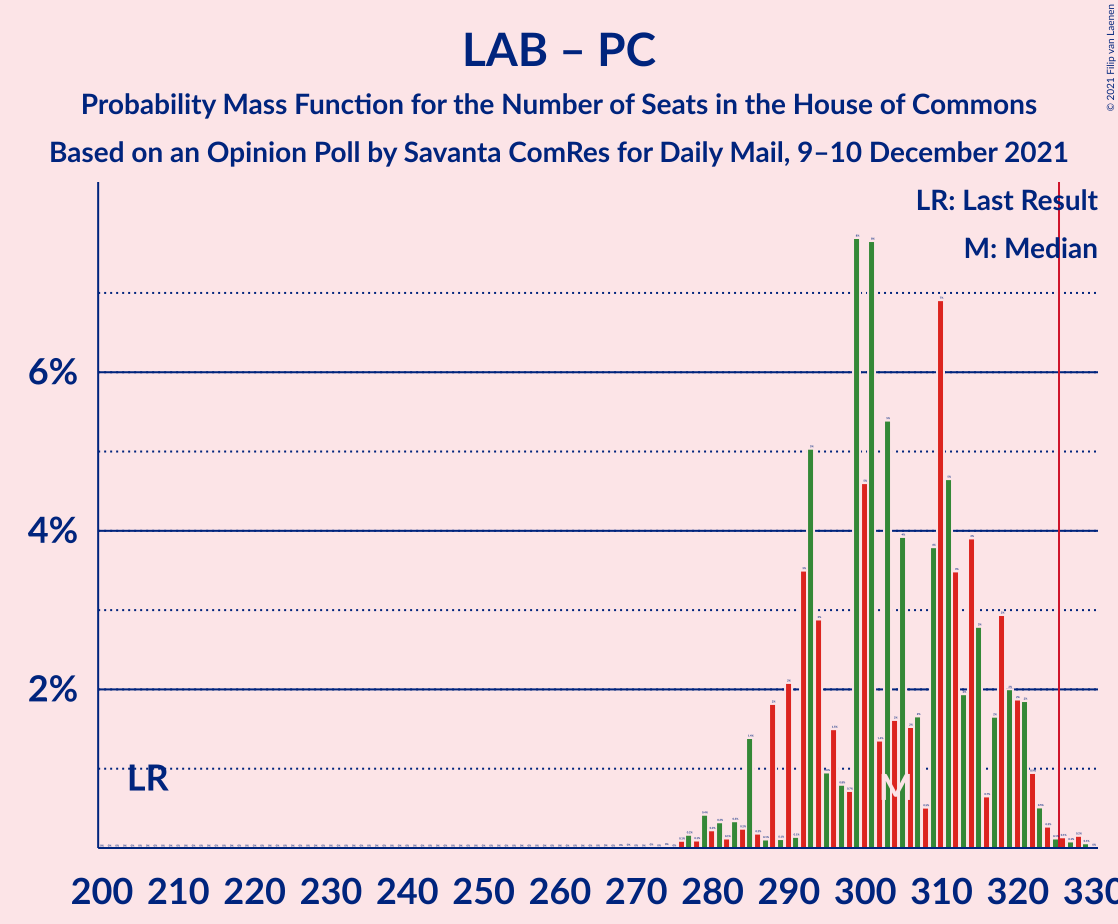 LAB – PC
Probability Mass Function for the Number of Seats in the House of Commons
Based on an Opinion Poll by Savanta ComRes for Daily Mail, 9–10 December 2021
© 2021 Filip van Laenen
LR: Last Result
M: Median
6%
4%
2%
LR
M
200 210 220 230 240 250 260 270 280 290 300 310 320 330